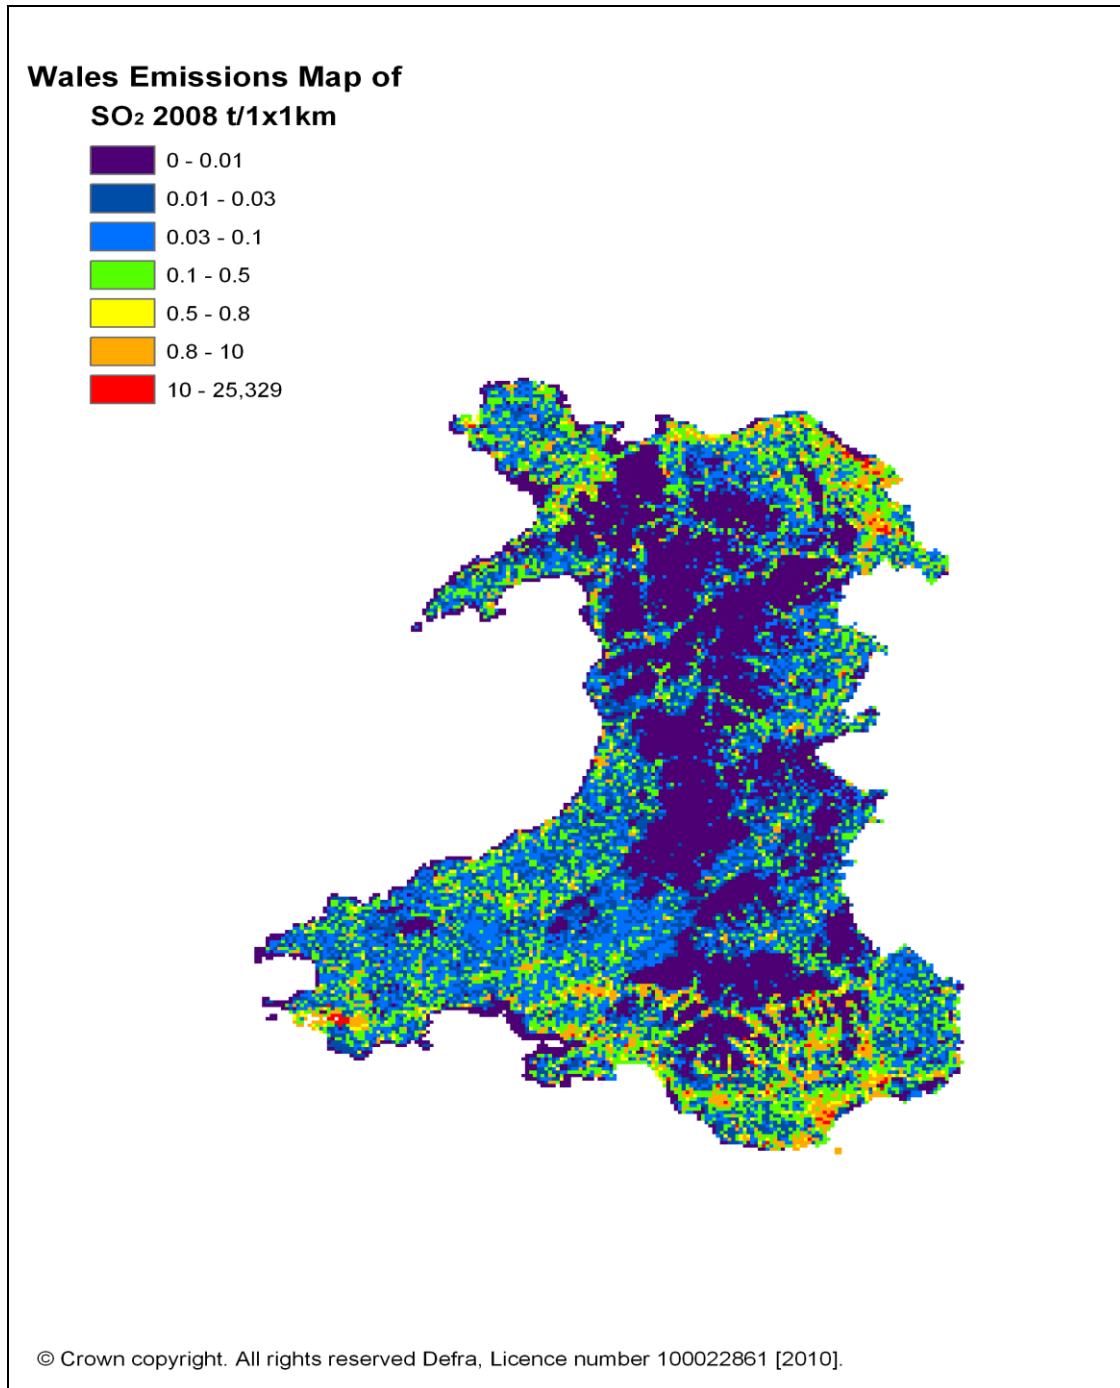 Wales Emissions Map of
SO₂ 2008 t/1x1km
0 - 0.01
0.01 - 0.03
0.03 - 0.1
0.1 - 0.5
0.5 - 0.8
0.8 - 10
10 - 25,329
© Crown copyright. All rights reserved Defra, Licence number 100022861 [2010].